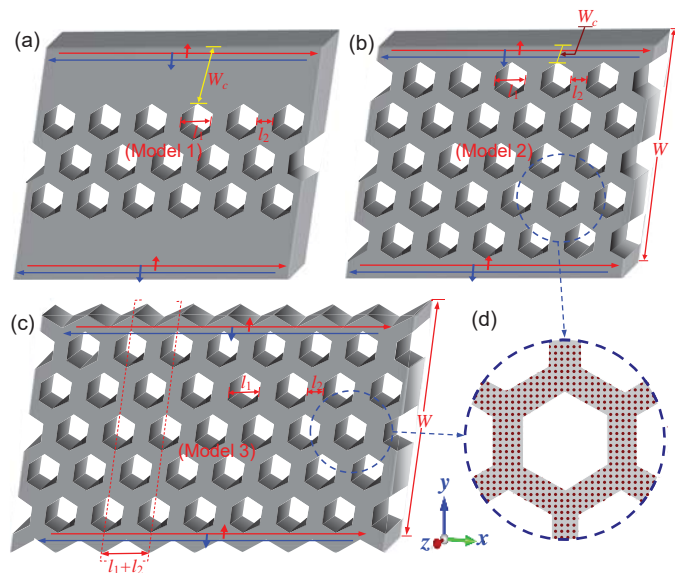 (a)
W_c
l_1
l_2
(Model 1)
(b)
W_c
l_1
l_2
(Model 2)
W
(c)
l_1
l_2
(Model 3)
W
l_1+l_2
(d)
y
z
x